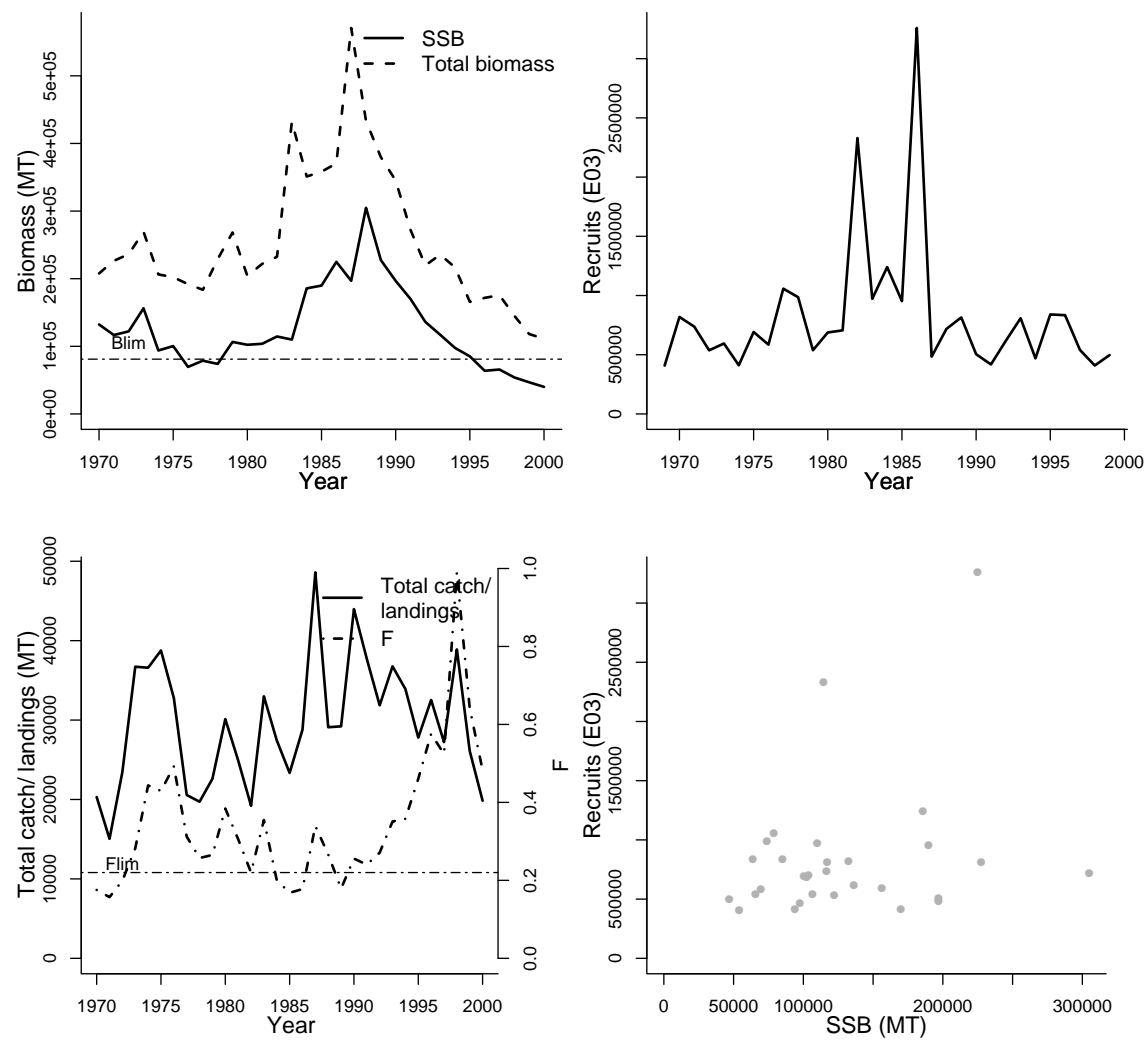 SSB
Total biomass
Biomass (MT)
0e+00
1e+05
2e+05
3e+05
4e+05
5e+05
Blim
1970
1975
1980
1985
1990
1995
2000
Year
Recruits (E03)
0
500000
1500000
2500000
1970
1975
1980
1985
1990
1995
2000
Year
Total catch/ landings (MT)
0
10000
20000
30000
40000
50000
Total catch/
landings
F
Flim
0.0
0.2
0.4
0.6
0.8
1.0
F
1970
1975
1980
1985
1990
1995
2000
Year
Recruits (E03)
0
500000
1500000
2500000
0
50000
100000
200000
300000
SSB (MT)